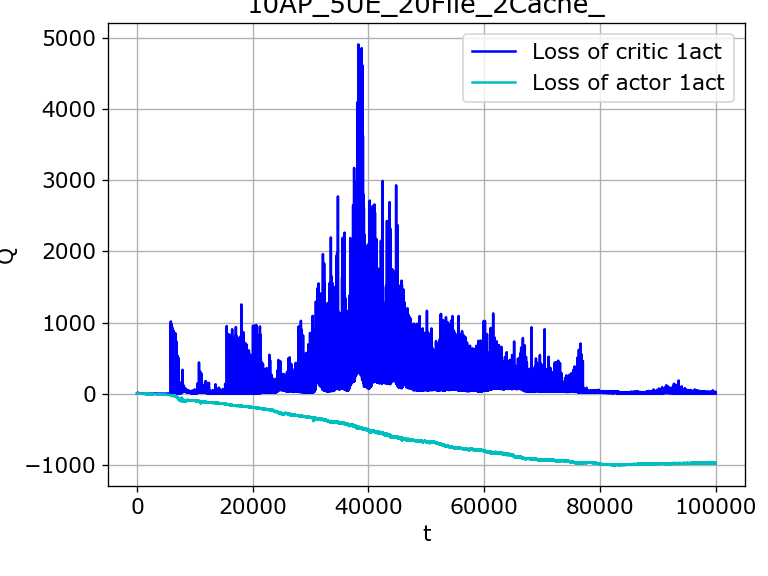 10AP_5UE_20File_2Cache_
5000
4000
3000
2000
1000
0
−1000
Q
Loss of critic 1act
Loss of actor 1act
0 20000 40000 60000 80000 100000
t